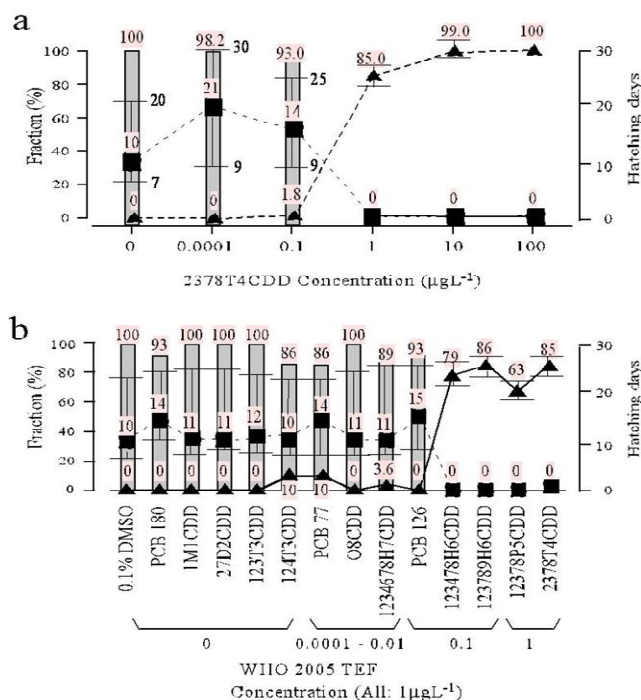 a
100 98.2 30 93.0 85.0 99.0 100
100 30
80 25
20 21 20
60 14
Fraction (%) Hatching days
40 10 10
20 7 9 9
0 0 0 1.8 0 0 0 0
0 0.0001 0.1 1 10 100
2378T4CDD Concentration (μgL-1)
b
100 93 100 100 100 86 86 100 89 93 79 86 63 85
100 30
80
60 20
Fraction (%) Hatching days
10 14 11 11 12 10 14 11 11 15
40 10
20
0 0 0 0 0 0 3.6 0 0 0 0 0
0 10 10 0
0.1% DMSO
PCB 180
1M1CDD
27D2CDD
123T3CDD
124T3CDD
PCB 77
O8CDD
1234678H7CDD
PCB 126
123478H6CDD
123789H6CDD
12378P5CDD
2378T4CDD
0 0.0001 - 0.01 0.1 1
WHO 2005 TEF
Concentration (All: 1μgL-1)